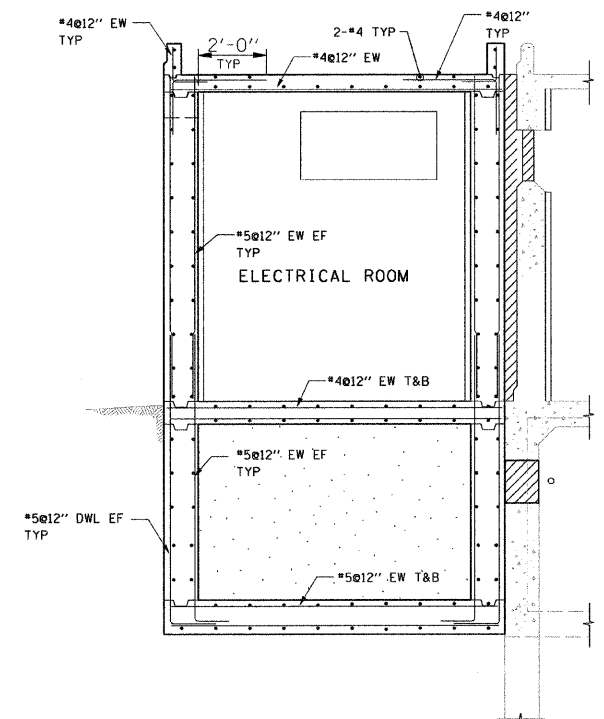 #4@12" EW
TYP
2'-0"
TYP
2-#4 TYP
#4@12"
TYP
#4@12" EW
#5@12" EW EF
TYP
ELECTRICAL ROOM
#4@12" EW T&B
#5@12" EW EF
TYP
#5@12" DWL EF
TYP
#5@12" EW T&B